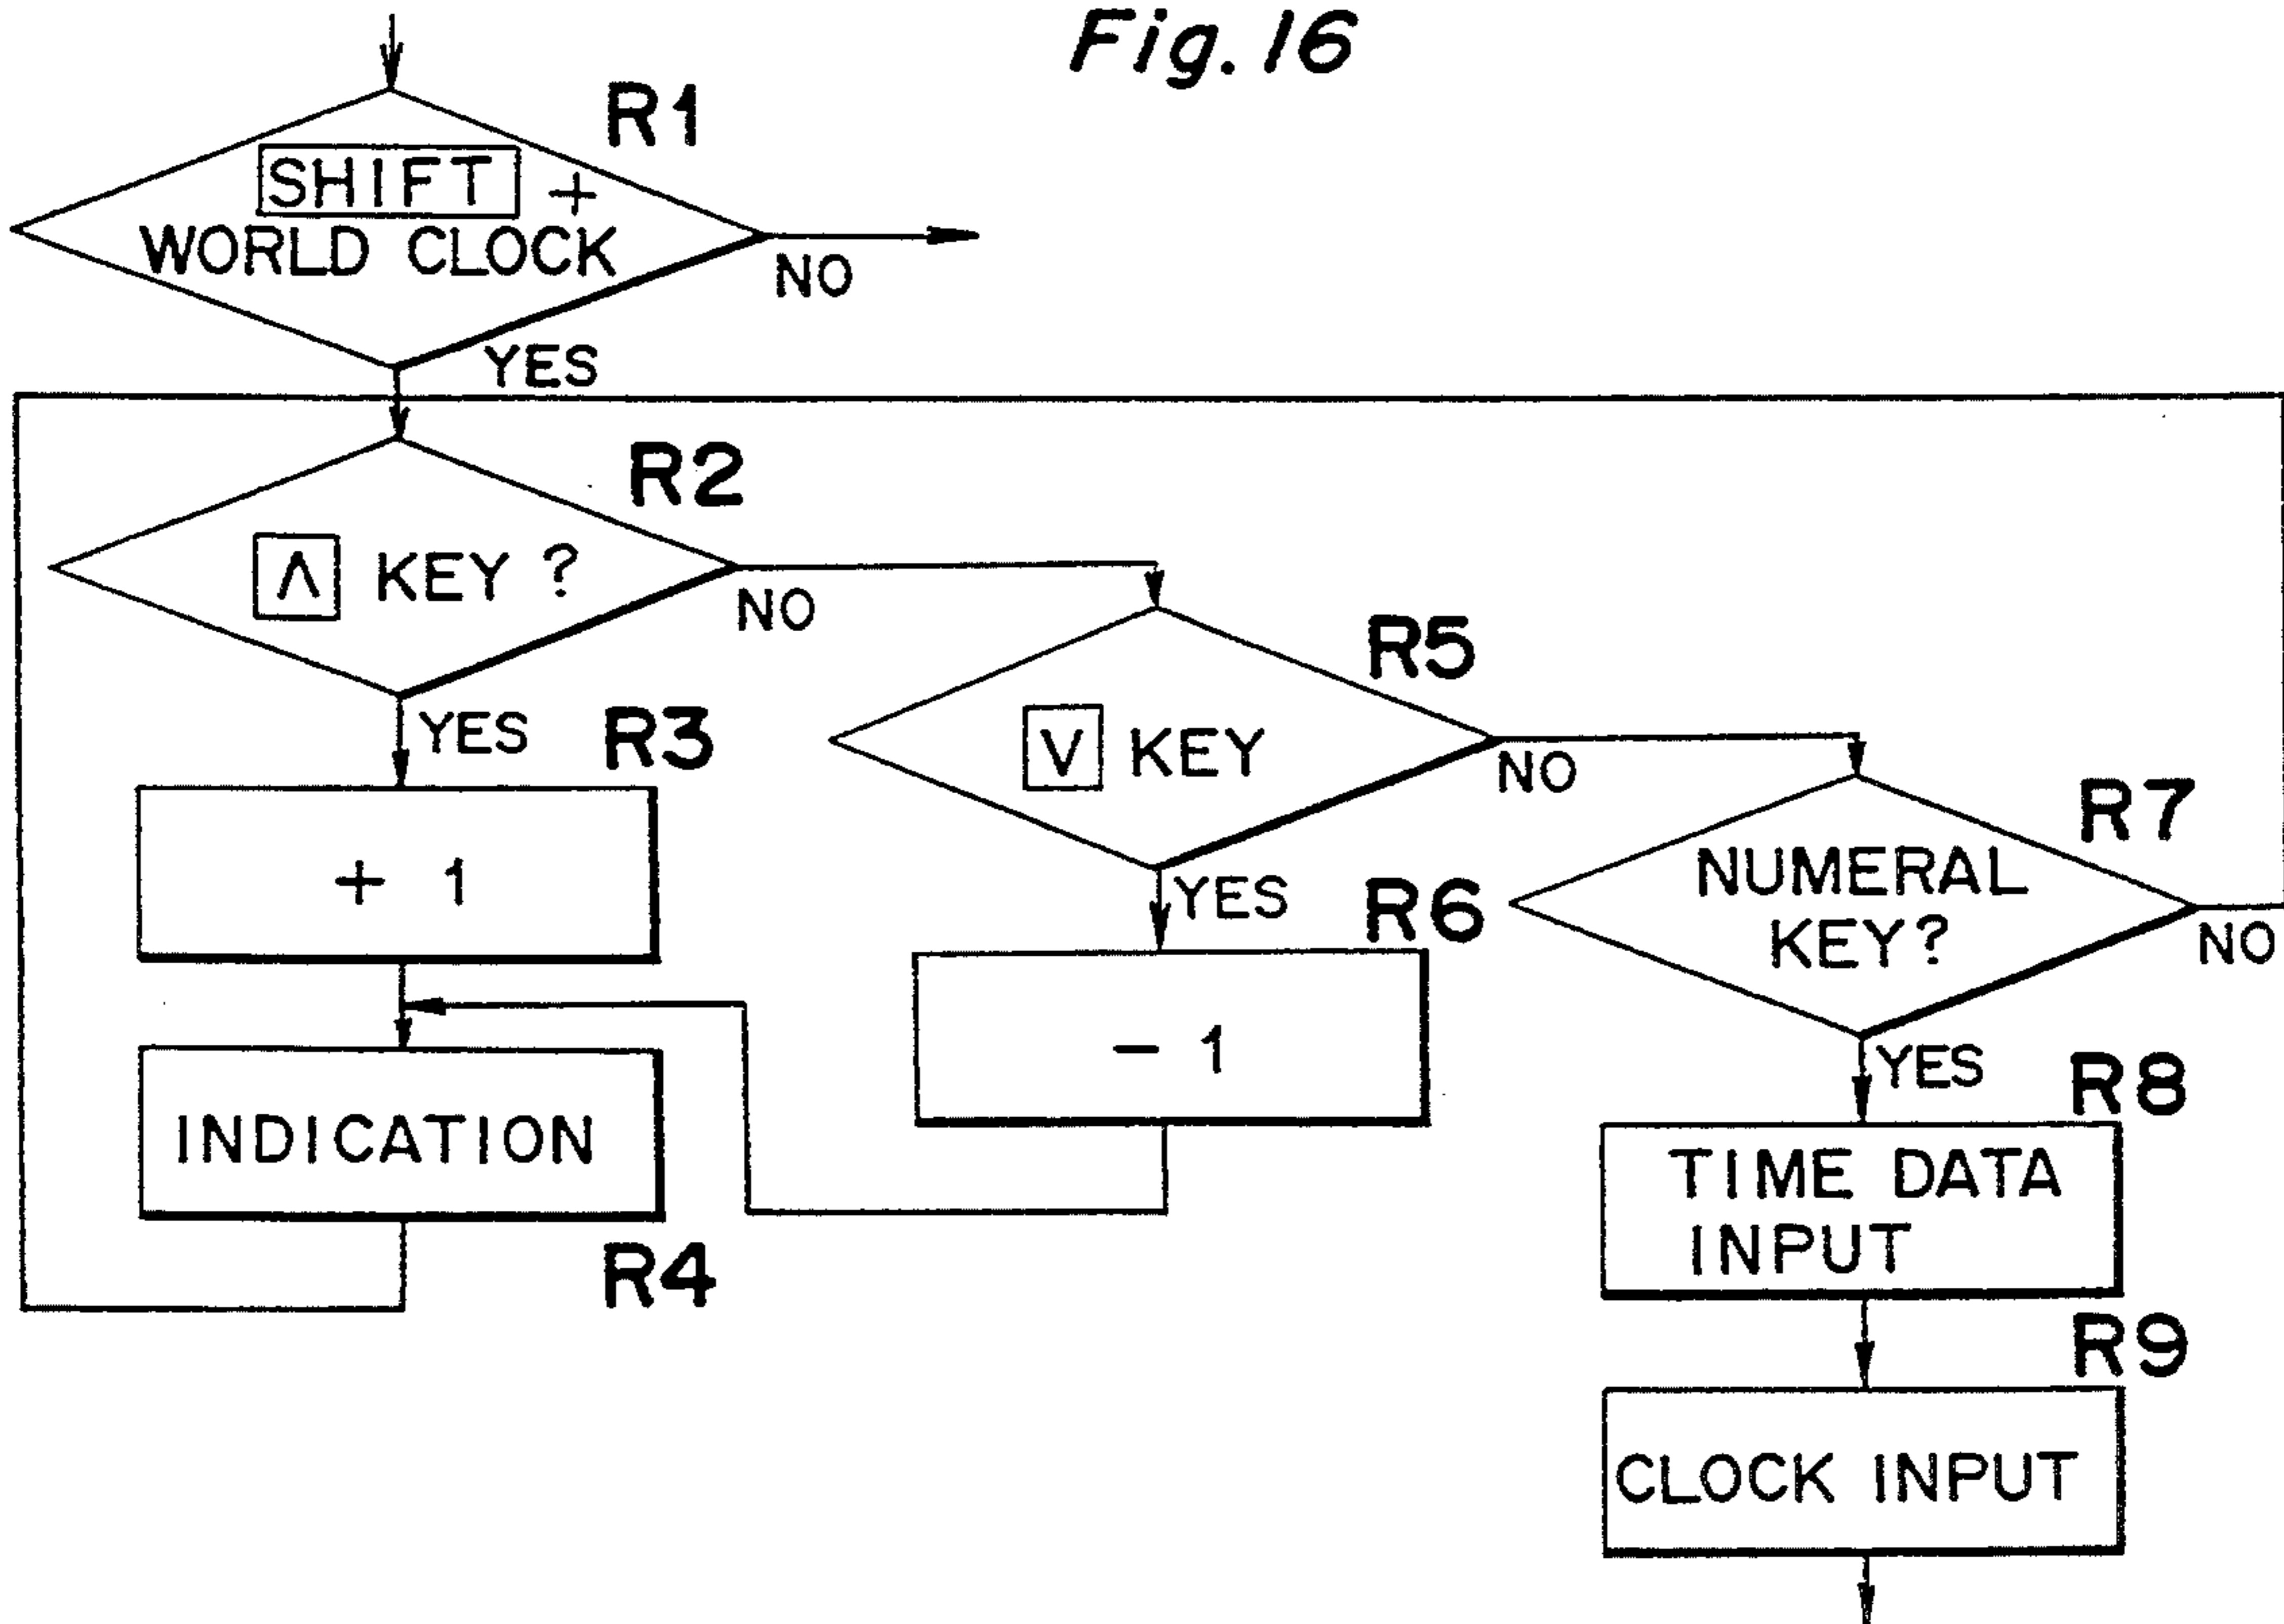 Fig. 16
R1
SHIFT +
WORLD CLOCK
NO
YES
R2
Λ KEY ?
NO
YES
R3
+ 1
INDICATION
R4
R5
V KEY
NO
YES
R6
- 1
R7
NUMERAL
KEY?
NO
YES
R8
TIME DATA
INPUT
R9
CLOCK INPUT